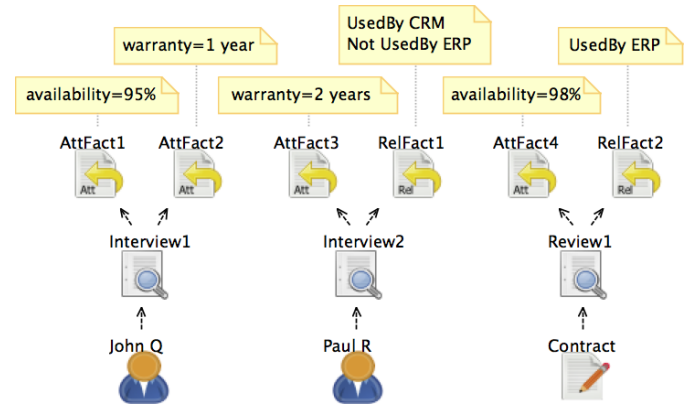 UsedBy CRM
Not UsedBy ERP
warranty=1 year
UsedBy ERP
availability=95%
warranty=2 years
availability=98%
AttFact1
AttFact2
AttFact3
RelFact1
AttFact4
RelFact2
Att
Att
Att
Rel
Att
Rel
Interview1
Interview2
Review1
John Q
Paul R
Contract